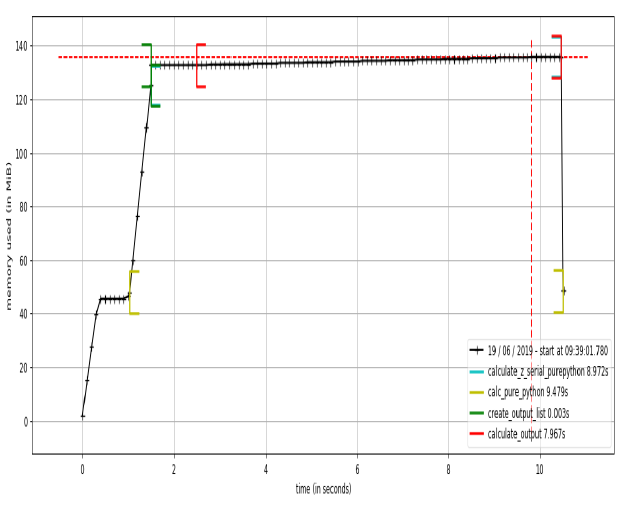 140
120
100
80
60
40
20
0
memory used (in MiB)
0 2 4 6 8 10
time (in seconds)
19 / 06 / 2019 - start at 09:39:01.780
calculate_z_serial_purepython 8.972s
calc_pure_python 9.479s
create_output_list 0.003s
calculate_output 7.967s